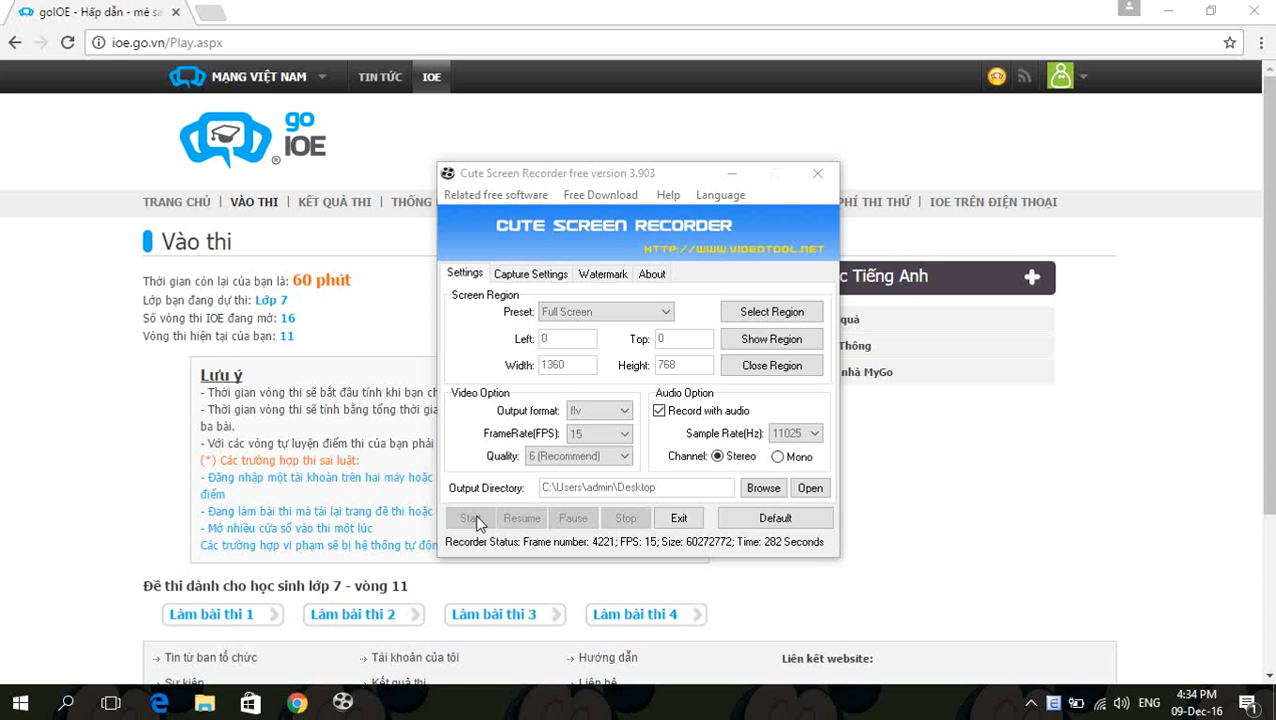 goIOE - Hấp dẫn - mê sa
ioe.go.vn/Play.aspx
MẠNG VIỆT NAM
TIN TỨC
IOE
go
IOE
TRANG CHỦ
VÀO THI
KẾT QUẢ THI
THỐNG
PHÍ THI THỬ
IOE TRÊN ĐIỆN THOẠI
Vào thi
Thời gian còn lại của bạn là: 60 phút
Lớp bạn đang dự thi: Lớp 7
Số vòng thi IOE đang mở: 16
Vòng thi hiện tại của bạn: 11
Lưu ý
- Thời gian vòng thi sẽ bắt đầu tính khi bạn ch
- Thời gian vòng thi sẽ tính bằng tổng thời gia
ba bài.
- Với các vòng tự luyện điểm thi của bạn phải
(*) Các trường hợp thi sai luật:
- Đăng nhập một tài khoản trên hai máy hoặc
điểm
- Đang làm bài thi mà tải lại trang đề thi hoặc
- Mở nhiều cửa sổ vào thi một lúc
Các trường hợp vi phạm sẽ bị hệ thống tự độn
Cute Screen Recorder free version 3.903
Related free software
Free Download
Help
Language
CUTE SCREEN RECORDER
HTTP://WWW.VIDEOTOOL.NET
Settings
Capture Settings
Watermark
About
Screen Region
Preset: Full Screen
Select Region
Left: 0
Top: 0
Show Region
Width: 1360
Height: 768
Close Region
Video Option
Output format: flv
FrameRate(FPS): 15
Quality: 6 (Recommend)
Audio Option
Record with audio
Sample Rate(Hz): 11025
Channel: Stereo Mono
Output Directory: C:\Users\admin\Desktop
Browse
Open
Start
Resume
Pause
Stop
Exit
Default
Recorder Status: Frame number: 4221; FPS: 15; Size: 60272772; Time: 282 Seconds
c Tiếng Anh
quả
Thông
nhà MyGo
Đề thi dành cho học sinh lớp 7 - vòng 11
Làm bài thi 1
Làm bài thi 2
Làm bài thi 3
Làm bài thi 4
Tin từ ban tổ chức
Tài khoản của tôi
Hướng dẫn
Liên kết website:
Sự kiện
Kết quả thi
Liên hệ
ENG
4:34 PM
09-Dec-16